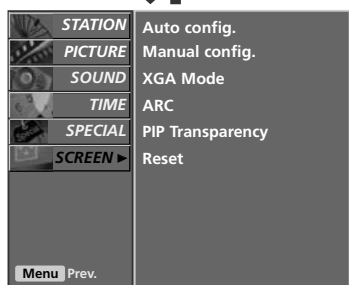 STATION
PICTURE
SOUND
TIME
SPECIAL
SCREEN ►
Menu Prev.
Auto config.
Manual config.
XGA Mode
ARC
PIP Transparency
Reset